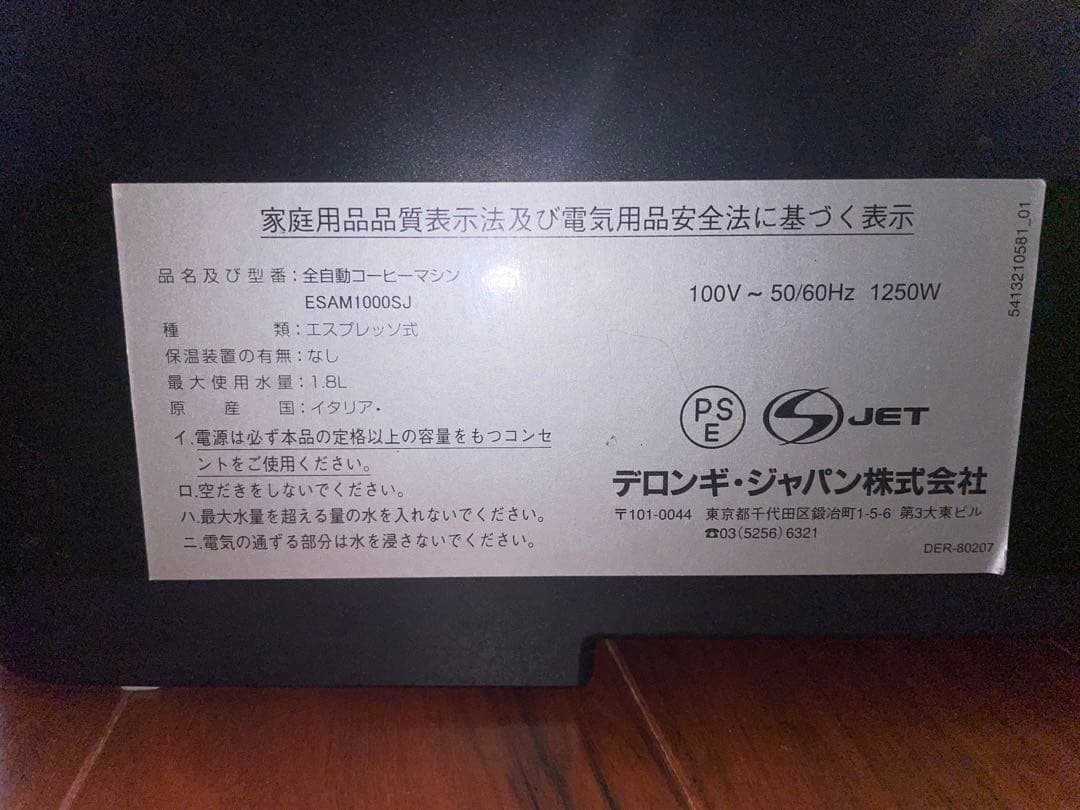 家庭用品品質表示法及び電気用品安全法に基づく表示
品名及び型番：全自動コーヒーマシン
ESAM1000SJ
種類：エスプレッソ式
保温装置の有無：なし
最大使用水量：1.8L
原産国：イタリア・
イ.電源は必ず本品の定格以上の容量をもつコンセ
ントをご使用ください。
ロ.空だきをしないでください。
ハ.最大水量を超える量の水を入れないでください。
ニ.電気の通ずる部分は水を浸さないでください。
100V～50/60Hz 1250W
PS
E
S JET
デロンギ・ジャパン株式会社
〒101-0044 東京都千代田区鍛冶町1-5-6 第3大東ビル
☎03(5256)6321
DER-80207
5413210581_01